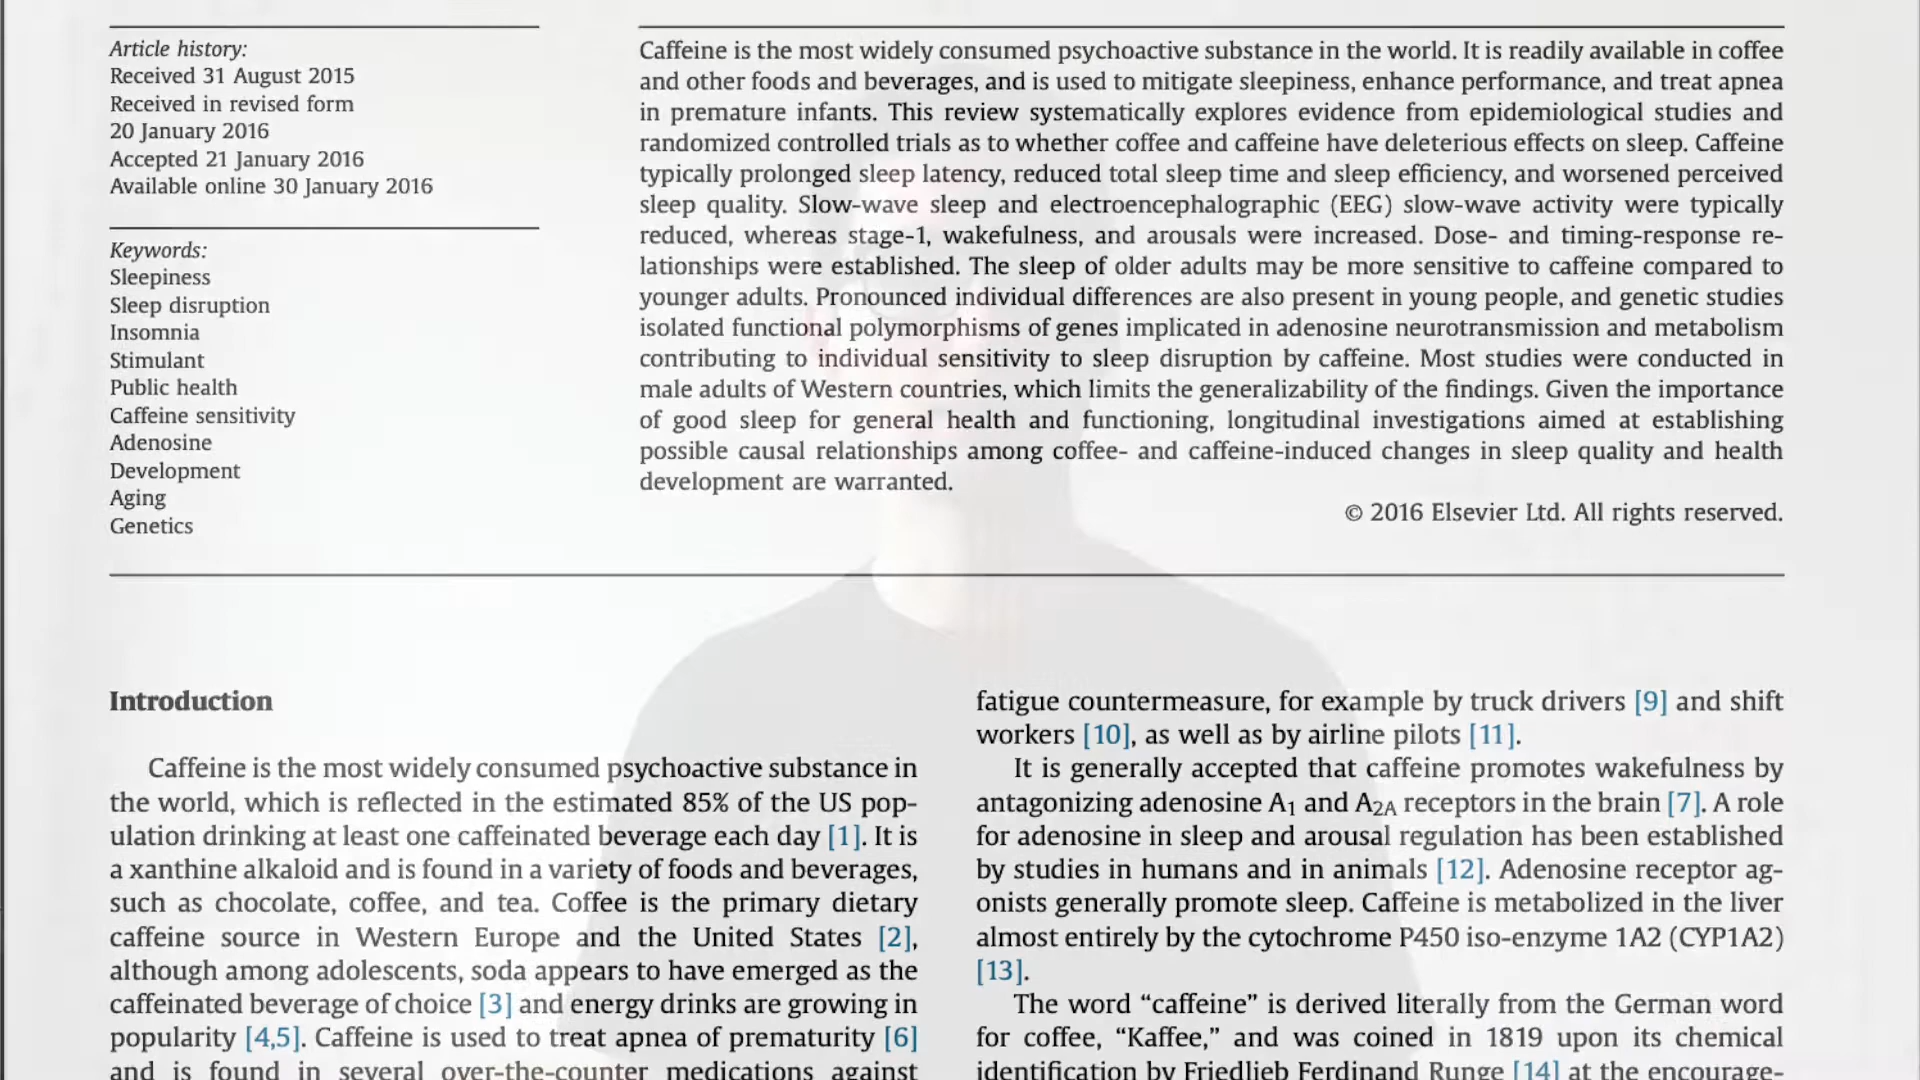 Article history:
Received 31 August 2015
Received in revised form
20 January 2016
Accepted 21 January 2016
Available online 30 January 2016
Keywords:
Sleepiness
Sleep disruption
Insomnia
Stimulant
Public health
Caffeine sensitivity
Adenosine
Development
Aging
Genetics
Caffeine is the most widely consumed psychoactive substance in the world. It is readily available in coffee
and other foods and beverages, and is used to mitigate sleepiness, enhance performance, and treat apnea
in premature infants. This review systematically explores evidence from epidemiological studies and
randomized controlled trials as to whether coffee and caffeine have deleterious effects on sleep. Caffeine
typically prolonged sleep latency, reduced total sleep time and sleep efficiency, and worsened perceived
sleep quality. Slow-wave sleep and electroencephalographic (EEG) slow-wave activity were typically
reduced, whereas stage-1, wakefulness, and arousals were increased. Dose- and timing-response re-
lationships were established. The sleep of older adults may be more sensitive to caffeine compared to
younger adults. Pronounced individual differences are also present in young people, and genetic studies
isolated functional polymorphisms of genes implicated in adenosine neurotransmission and metabolism
contributing to individual sensitivity to sleep disruption by caffeine. Most studies were conducted in
male adults of Western countries, which limits the generalizability of the findings. Given the importance
of good sleep for general health and functioning, longitudinal investigations aimed at establishing
possible causal relationships among coffee- and caffeine-induced changes in sleep quality and health
development are warranted.
© 2016 Elsevier Ltd. All rights reserved.
Introduction
Caffeine is the most widely consumed psychoactive substance in
the world, which is reflected in the estimated 85% of the US pop-
ulation drinking at least one caffeinated beverage each day [1]. It is
a xanthine alkaloid and is found in a variety of foods and beverages,
such as chocolate, coffee, and tea. Coffee is the primary dietary
caffeine source in Western Europe and the United States [2],
although among adolescents, soda appears to have emerged as the
caffeinated beverage of choice [3] and energy drinks are growing in
popularity [4,5]. Caffeine is used to treat apnea of prematurity [6]
and is found in several over-the-counter medications against
fatigue countermeasure, for example by truck drivers [9] and shift
workers [10], as well as by airline pilots [11].
It is generally accepted that caffeine promotes wakefulness by
antagonizing adenosine A1 and A2A receptors in the brain [7]. A role
for adenosine in sleep and arousal regulation has been established
by studies in humans and in animals [12]. Adenosine receptor ag-
onists generally promote sleep. Caffeine is metabolized in the liver
almost entirely by the cytochrome P450 iso-enzyme 1A2 (CYP1A2)
[13].
The word “caffeine” is derived literally from the German word
for coffee, “Kaffee,” and was coined in 1819 upon its chemical
identification by Friedlieb Ferdinand Runge [14] at the encourage-